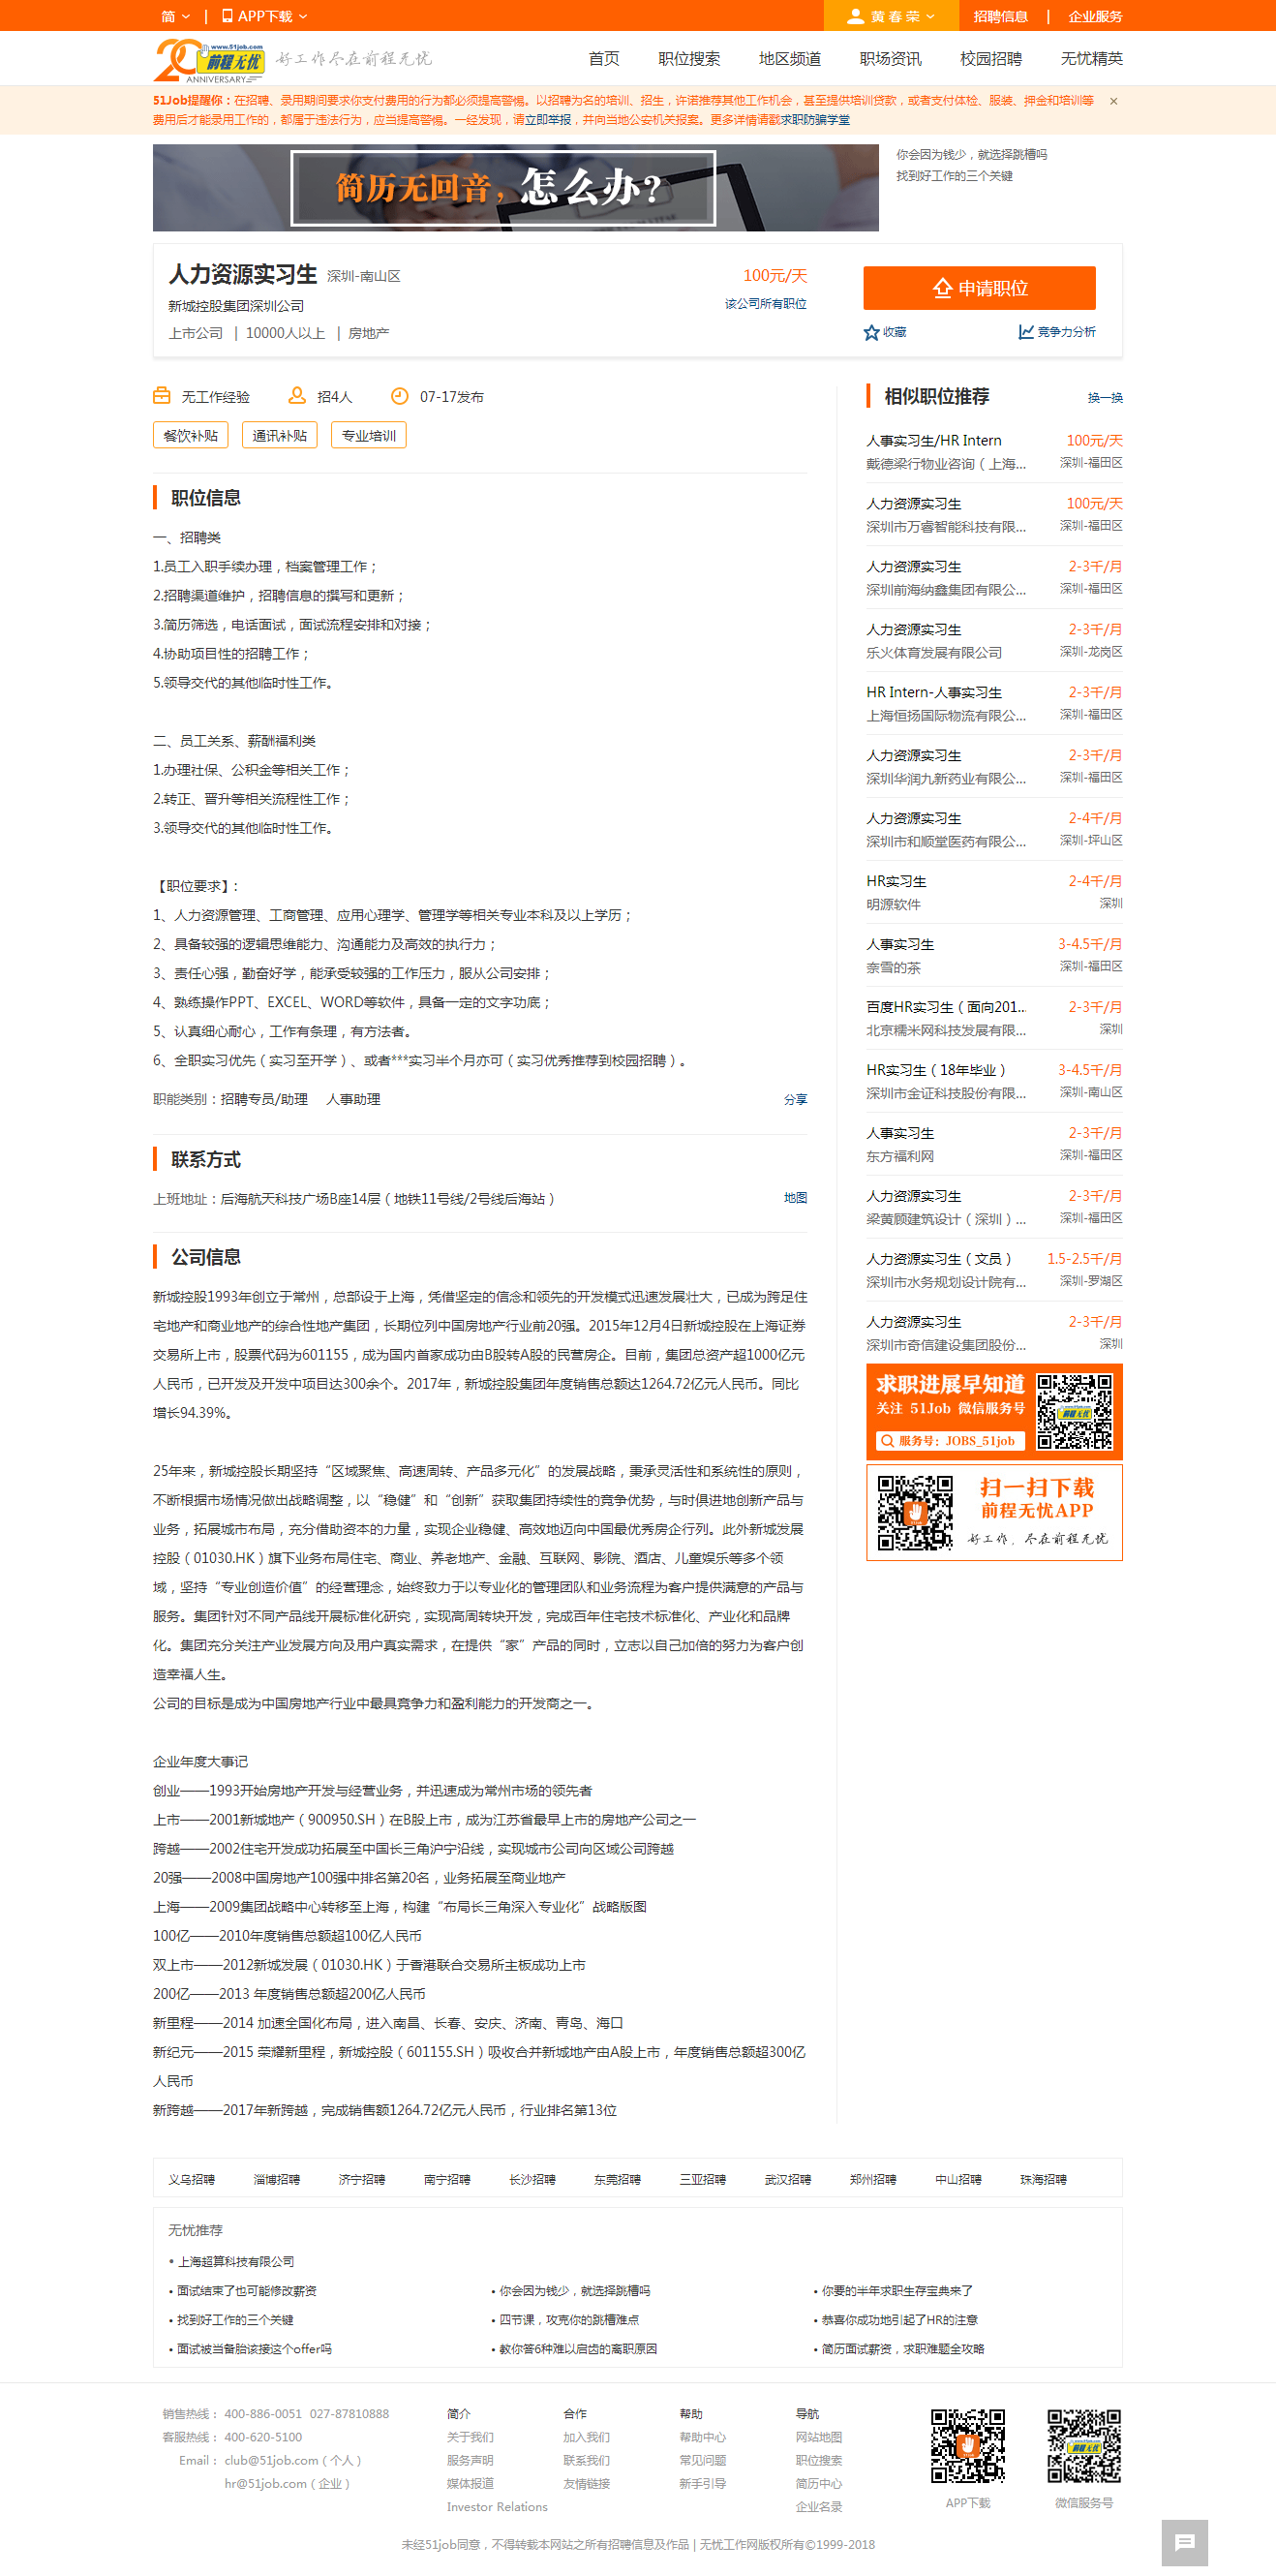 简 | APP下载
黄 春 荣
招聘信息 | 企业服务
20 ANNIVERSARY
www.51job.com
前程无忧
好工作尽在前程无忧
首页 职位搜索 地区频道 职场资讯 校园招聘 无忧精英
51Job提醒你：在招聘、录用期间要求你支付费用的行为都必须提高警惕。以招聘为名的培训、招生，许诺推荐其他工作机会，甚至提供培训贷款，或者支付体检、服装、押金和培训等 ×
费用后才能录用工作的，都属于违法行为，应当提高警惕。一经发现，请立即举报，并向当地公安机关报案。更多详情请戳求职防骗学堂
简历无回音，怎么办?
你会因为钱少，就选择跳槽吗
找到好工作的三个关键
人力资源实习生 深圳-南山区
100元/天
新城控股集团深圳公司
该公司所有职位
上市公司 | 10000人以上 | 房地产
申请职位
收藏
竞争力分析
无工作经验 招4人 07-17发布
餐饮补贴 通讯补贴 专业培训
职位信息
一、招聘类
1.员工入职手续办理，档案管理工作；
2.招聘渠道维护，招聘信息的撰写和更新；
3.简历筛选，电话面试，面试流程安排和对接；
4.协助项目性的招聘工作；
5.领导交代的其他临时性工作。
二、员工关系、薪酬福利类
1.办理社保、公积金等相关工作；
2.转正、晋升等相关流程性工作；
3.领导交代的其他临时性工作。
【职位要求】：
1、人力资源管理、工商管理、应用心理学、管理学等相关专业本科及以上学历；
2、具备较强的逻辑思维能力、沟通能力及高效的执行力；
3、责任心强，勤奋好学，能承受较强的工作压力，服从公司安排；
4、熟练操作PPT、EXCEL、WORD等软件，具备一定的文字功底；
5、认真细心耐心，工作有条理，有方法者。
6、全职实习优先（实习至开学）、或者***实习半个月亦可（实习优秀推荐到校园招聘）。
职能类别：招聘专员/助理 人事助理
分享
联系方式
上班地址：后海航天科技广场B座14层（地铁11号线/2号线后海站）
地图
公司信息
新城控股1993年创立于常州，总部设于上海，凭借坚定的信念和领先的开发模式迅速发展壮大，已成为跨足住
宅地产和商业地产的综合性地产集团，长期位列中国房地产行业前20强。2015年12月4日新城控股在上海证券
交易所上市，股票代码为601155，成为国内首家成功由B股转A股的民营房企。目前，集团总资产超1000亿元
人民币，已开发及开发中项目达300余个。2017年，新城控股集团年度销售总额达1264.72亿元人民币。同比
增长94.39%。
25年来，新城控股长期坚持“区域聚焦、高速周转、产品多元化”的发展战略，秉承灵活性和系统性的原则，
不断根据市场情况做出战略调整，以“稳健”和“创新”获取集团持续性的竞争优势，与时俱进地创新产品与
业务，拓展城市布局，充分借助资本的力量，实现企业稳健、高效地迈向中国最优秀房企行列。此外新城发展
控股（01030.HK）旗下业务布局住宅、商业、养老地产、金融、互联网、影院、酒店、儿童娱乐等多个领
域，坚持“专业创造价值”的经营理念，始终致力于以专业化的管理团队和业务流程为客户提供满意的产品与
服务。集团针对不同产品线开展标准化研究，实现高周转块开发，完成百年住宅技术标准化、产业化和品牌
化。集团充分关注产业发展方向及用户真实需求，在提供“家”产品的同时，立志以自己加倍的努力为客户创
造幸福人生。
公司的目标是成为中国房地产行业中最具竞争力和盈利能力的开发商之一。
企业年度大事记
创业——1993开始房地产开发与经营业务，并迅速成为常州市场的领先者
上市——2001新城地产（900950.SH）在B股上市，成为江苏省最早上市的房地产公司之一
跨越——2002住宅开发成功拓展至中国长三角沪宁沿线，实现城市公司向区域公司跨越
20强——2008中国房地产100强中排名第20名，业务拓展至商业地产
上海——2009集团战略中心转移至上海，构建“布局长三角深入专业化”战略版图
100亿——2010年度销售总额超100亿人民币
双上市——2012新城发展（01030.HK）于香港联合交易所主板成功上市
200亿——2013 年度销售总额超200亿人民币
新里程——2014 加速全国化布局，进入南昌、长春、安庆、济南、青岛、海口
新纪元——2015 荣耀新里程，新城控股（601155.SH）吸收合并新城地产由A股上市，年度销售总额超300亿
人民币
新跨越——2017年新跨越，完成销售额1264.72亿元人民币，行业排名第13位
相似职位推荐 换一换
人事实习生/HR Intern 100元/天
戴德梁行物业咨询（上海... 深圳-福田区
人力资源实习生 100元/天
深圳市万睿智能科技有限... 深圳-福田区
人力资源实习生 2-3千/月
深圳前海纳鑫集团有限公... 深圳-福田区
人力资源实习生 2-3千/月
乐火体育发展有限公司 深圳-龙岗区
HR Intern-人事实习生 2-3千/月
上海恒扬国际物流有限公... 深圳-福田区
人力资源实习生 2-3千/月
深圳华润九新药业有限公... 深圳-福田区
人力资源实习生 2-4千/月
深圳市和顺堂医药有限公... 深圳-坪山区
HR实习生 2-4千/月
明源软件 深圳
人事实习生 3-4.5千/月
奈雪的茶 深圳-福田区
百度HR实习生（面向201... 2-3千/月
北京糯米网科技发展有限... 深圳
HR实习生（18年毕业） 3-4.5千/月
深圳市金证科技股份有限... 深圳-南山区
人事实习生 2-3千/月
东方福利网 深圳-福田区
人力资源实习生 2-3千/月
梁黄顾建筑设计（深圳）... 深圳-福田区
人力资源实习生（文员） 1.5-2.5千/月
深圳市水务规划设计院有... 深圳-罗湖区
人力资源实习生 2-3千/月
深圳市奇信建设集团股份... 深圳
求职进展早知道
关注 51Job 微信服务号
服务号：JOBS_51job
前程无忧
扫一扫下载
前程无忧APP
好工作，尽在前程无忧
义乌招聘 淄博招聘 济宁招聘 南宁招聘 长沙招聘 东莞招聘 三亚招聘 武汉招聘 郑州招聘 中山招聘 珠海招聘
无忧推荐
• 上海超算科技有限公司
• 面试结束了也可能修改薪资 • 你会因为钱少，就选择跳槽吗 • 你要的半年求职生存宝典来了
• 找到好工作的三个关键 • 四节课，攻克你的跳槽难点 • 恭喜你成功地引起了HR的注意
• 面试被当备胎该接这个offer吗 • 教你答6种难以启齿的离职原因 • 简历面试薪资，求职难题全攻略
销售热线： 400-886-0051 027-87810888
客服热线： 400-620-5100
Email： club@51job.com（个人）
hr@51job.com（企业）
简介
关于我们
服务声明
媒体报道
Investor Relations
合作
加入我们
联系我们
友情链接
帮助
帮助中心
常见问题
新手引导
导航
网站地图
职位搜索
简历中心
企业名录
APP下载
前程无忧
微信服务号
未经51job同意，不得转载本网站之所有招聘信息及作品 | 无忧工作网版权所有©1999-2018